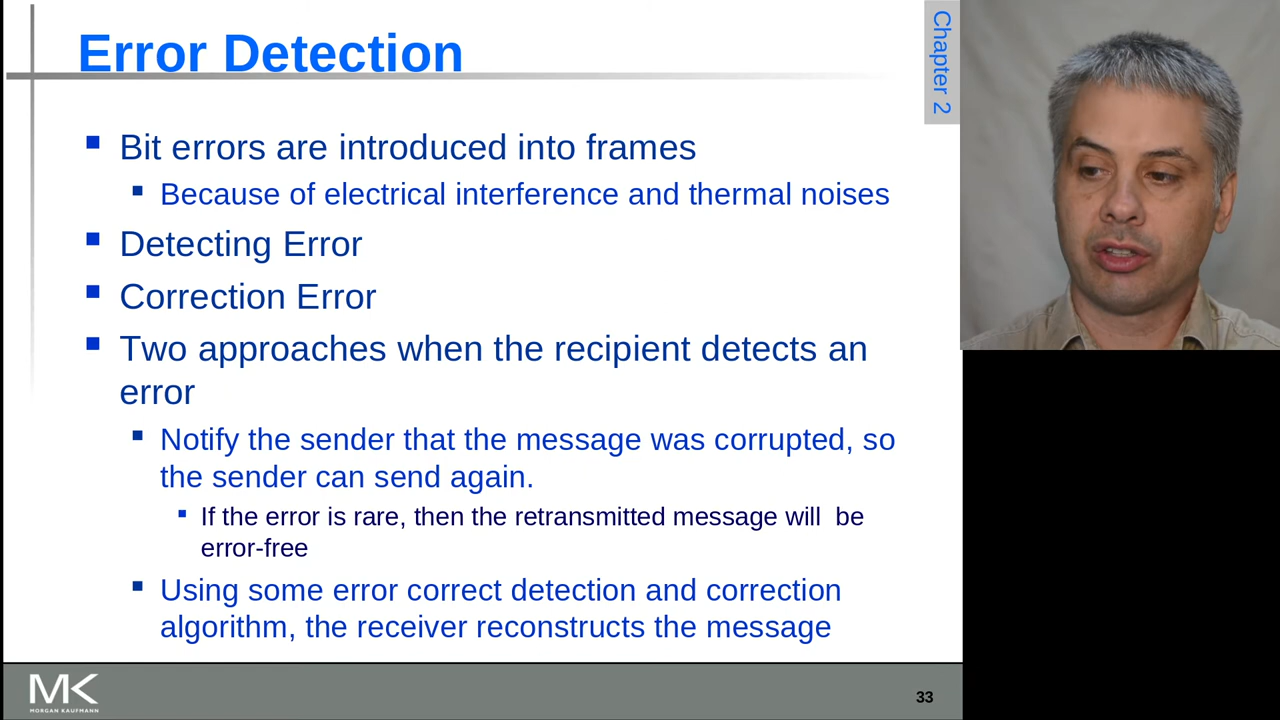 Error Detection
Chapter 2
Bit errors are introduced into frames
Because of electrical interference and thermal noises
Detecting Error
Correction Error
Two approaches when the recipient detects an
error
Notify the sender that the message was corrupted, so
the sender can send again.
If the error is rare, then the retransmitted message will be
error-free
Using some error correct detection and correction
algorithm, the receiver reconstructs the message
MK
MORGAN KAUFMANN
33